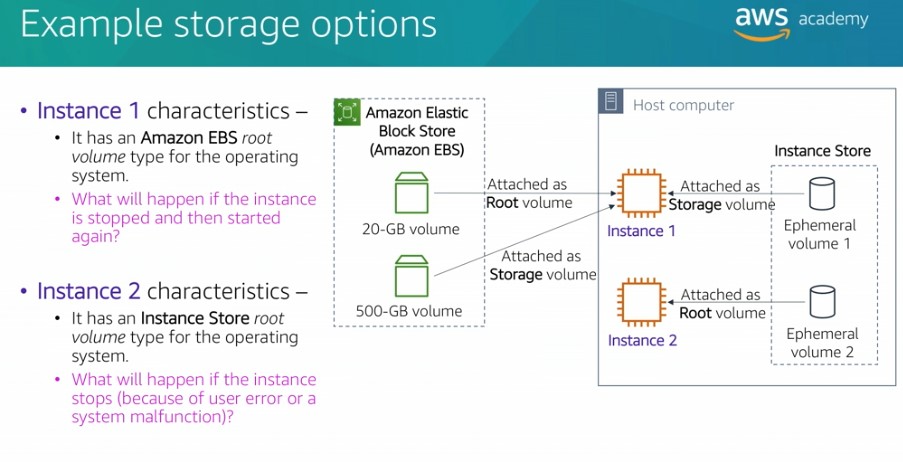 Example storage options
aws academy
• Instance 1 characteristics –
• It has an Amazon EBS root
volume type for the operating
system.
• What will happen if the instance
is stopped and then started
again?
• Instance 2 characteristics –
• It has an Instance Store root
volume type for the operating
system.
• What will happen if the instance
stops (because of user error or a
system malfunction)?
Amazon Elastic
Block Store
(Amazon EBS)
20-GB volume
500-GB volume
Attached as
Root volume
Attached as
Storage volume
Host computer
Instance 1
Attached as
Storage volume
Instance 2
Attached as
Root volume
Instance Store
Ephemeral
volume 1
Ephemeral
volume 2